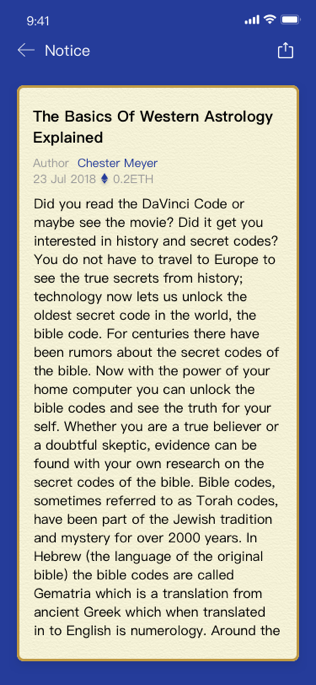 9:41
Notice
The Basics Of Western Astrology
Explained
Author Chester Meyer
23 Jul 2018 0.2ETH
Did you read the DaVinci Code or
maybe see the movie? Did it get you
interested in history and secret codes?
You do not have to travel to Europe to
see the true secrets from history;
technology now lets us unlock the
oldest secret code in the world, the
bible code. For centuries there have
been rumors about the secret codes of
the bible. Now with the power of your
home computer you can unlock the
bible codes and see the truth for your
self. Whether you are a true believer or
a doubtful skeptic, evidence can be
found with your own research on the
secret codes of the bible. Bible codes,
sometimes referred to as Torah codes,
have been part of the Jewish tradition
and mystery for over 2000 years. In
Hebrew (the language of the original
bible) the bible codes are called
Gematria which is a translation from
ancient Greek which when translated
in to English is numerology. Around the